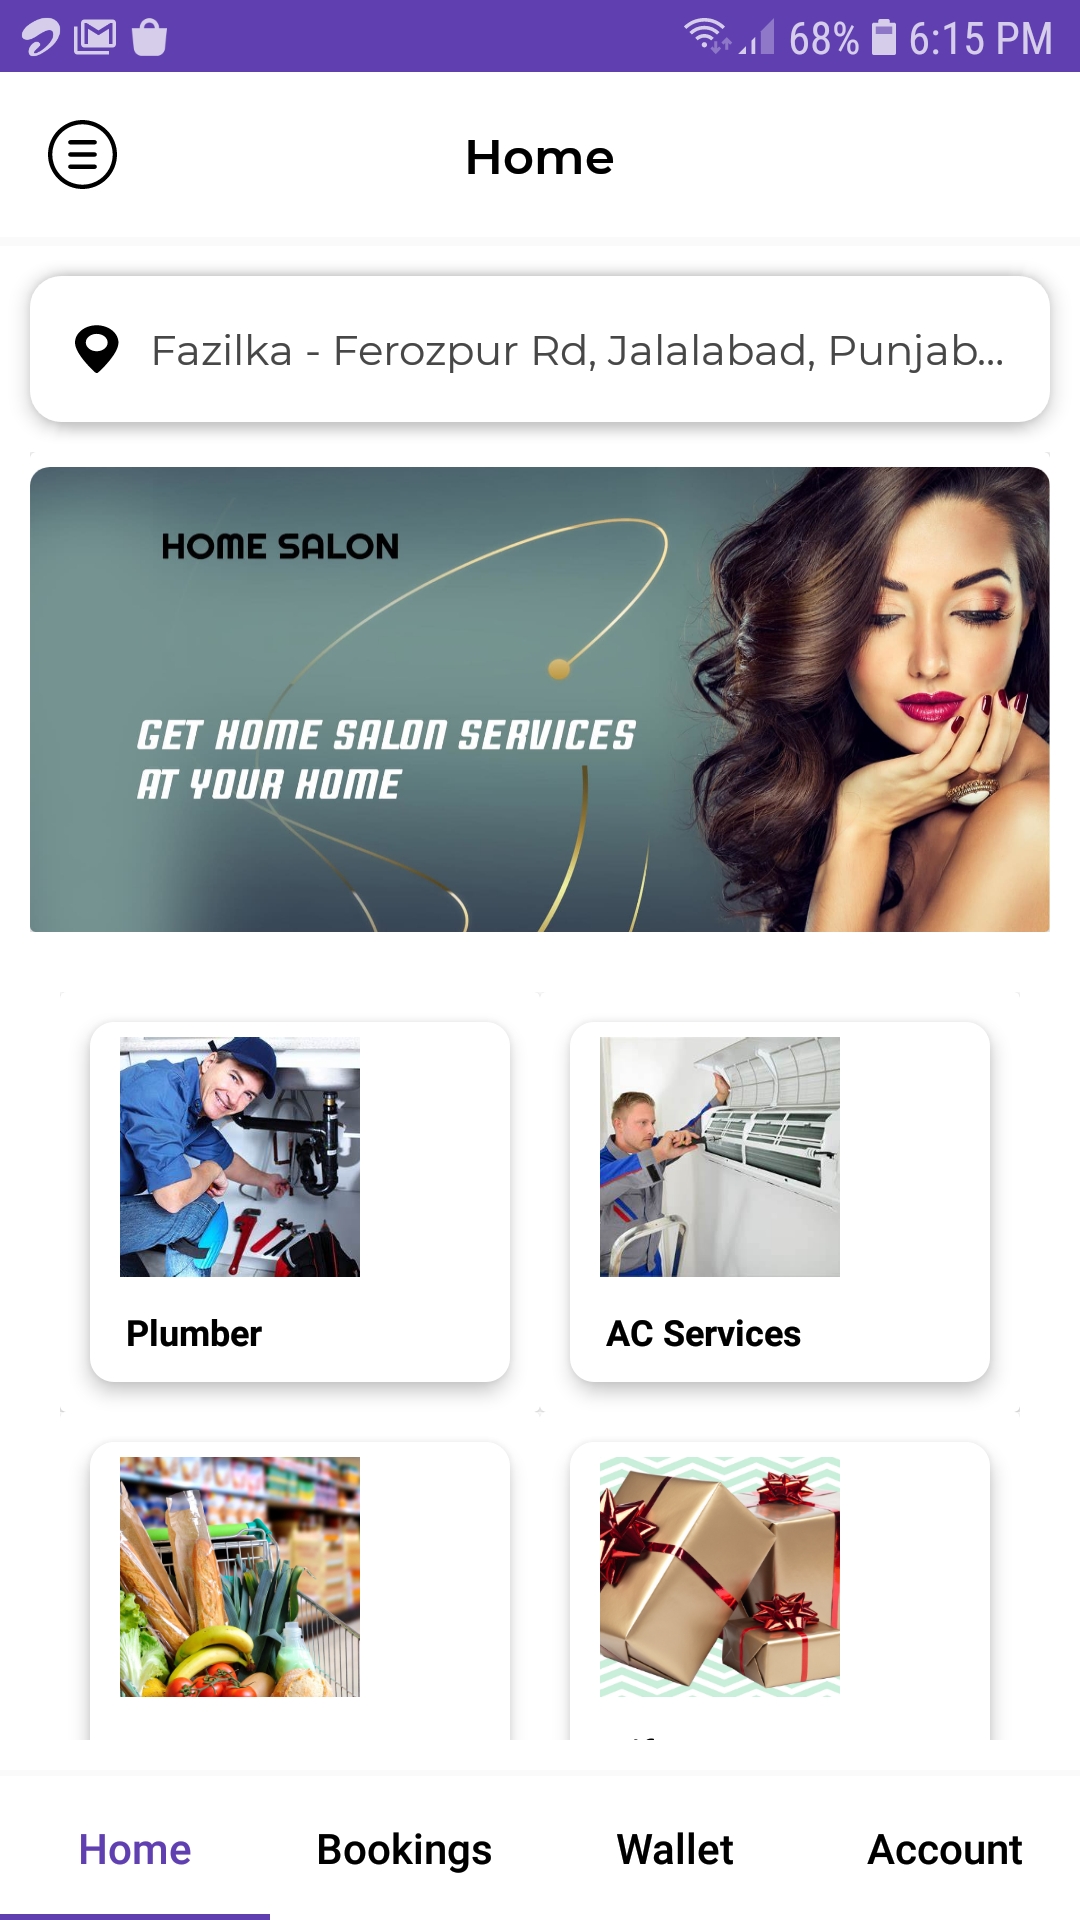 68% 6:15 PM
Home
Fazilka - Ferozpur Rd, Jalalabad, Punjab...
HOME SALON
GET HOME SALON SERVICES
AT YOUR HOME
Plumber
AC Services
Home
Bookings
Wallet
Account